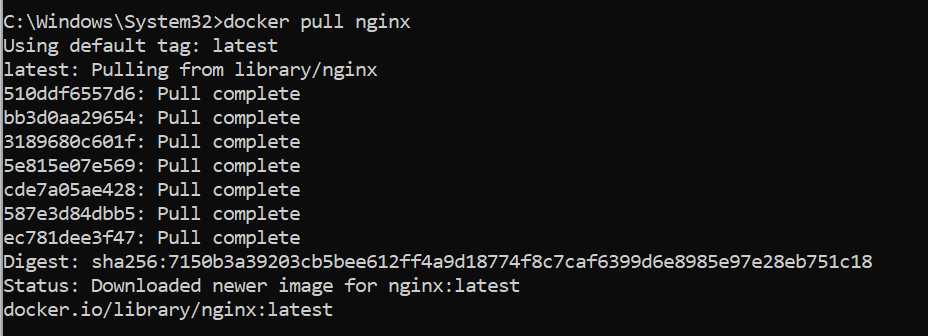 C:\Windows\System32>docker pull nginx
Using default tag: latest
latest: Pulling from library/nginx
510ddf6557d6: Pull complete
bb3d0aa29654: Pull complete
3189680c601f: Pull complete
5e815e07e569: Pull complete
cde7a05ae428: Pull complete
587e3d84dbb5: Pull complete
ec781dee3f47: Pull complete
Digest: sha256:7150b3a39203cb5bee612ff4a9d18774f8c7caf6399d6e8985e97e28eb751c18
Status: Downloaded newer image for nginx:latest
docker.io/library/nginx:latest